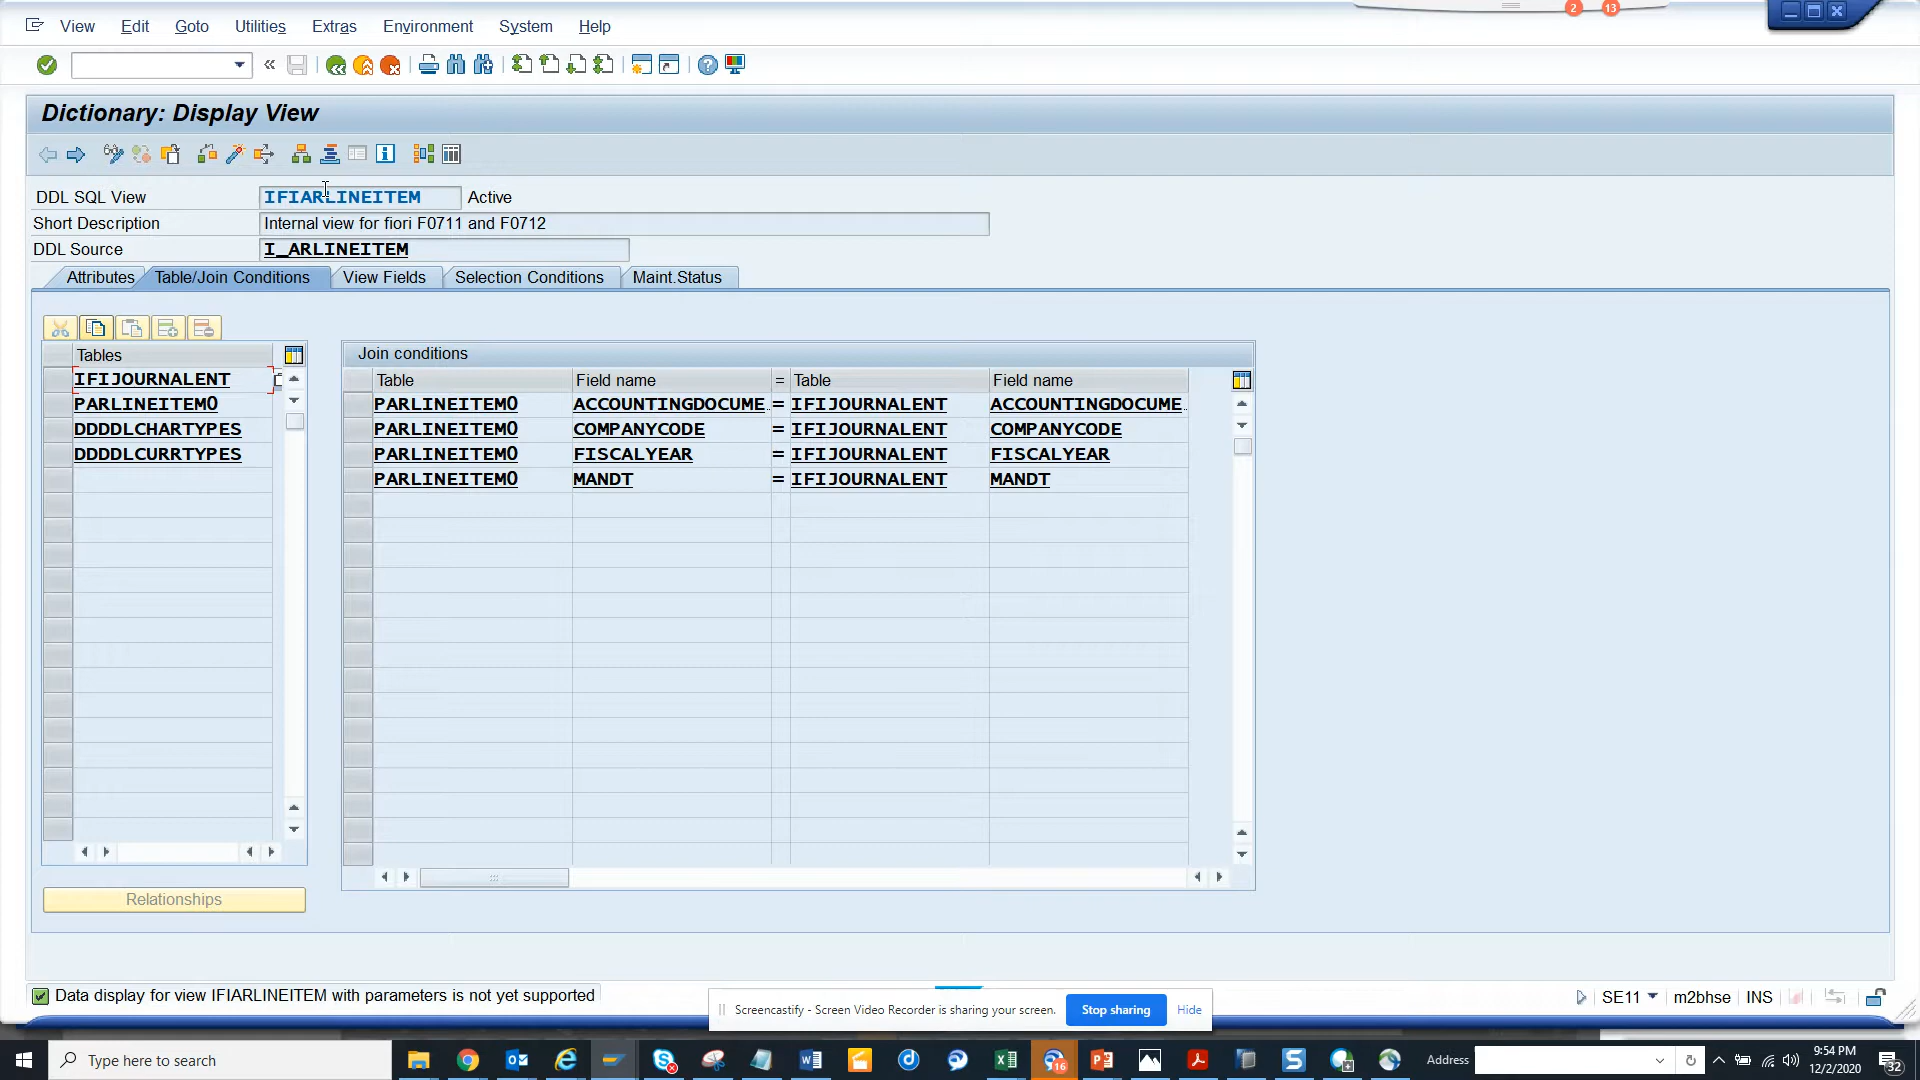 View Edit Goto Utilities Extras Environment System Help
2 13
Dictionary: Display View
DDL SQL View IFIARLINEITEM Active
Short Description Internal view for fiori F0711 and F0712
DDL Source I_ARLINEITEM
Attributes Table/Join Conditions View Fields Selection Conditions Maint.Status
Tables
IFIJOURNALENT
PARLINEITEM0
DDDDLCHARTYPES
DDDDLCURRTYPES
Relationships
Join conditions
Table Field name = Table Field name
PARLINEITEM0 ACCOUNTINGDOCUME.. = IFIJOURNALENT ACCOUNTINGDOCUME..
PARLINEITEM0 COMPANYCODE = IFIJOURNALENT COMPANYCODE
PARLINEITEM0 FISCALYEAR = IFIJOURNALENT FISCALYEAR
PARLINEITEM0 MANDT = IFIJOURNALENT MANDT
Data display for view IFIARLINEITEM with parameters is not yet supported
Screencastify - Screen Video Recorder is sharing your screen. Stop sharing Hide
SE11 m2bhse INS
Type here to search
16
Address
9:54 PM
12/2/2020
32